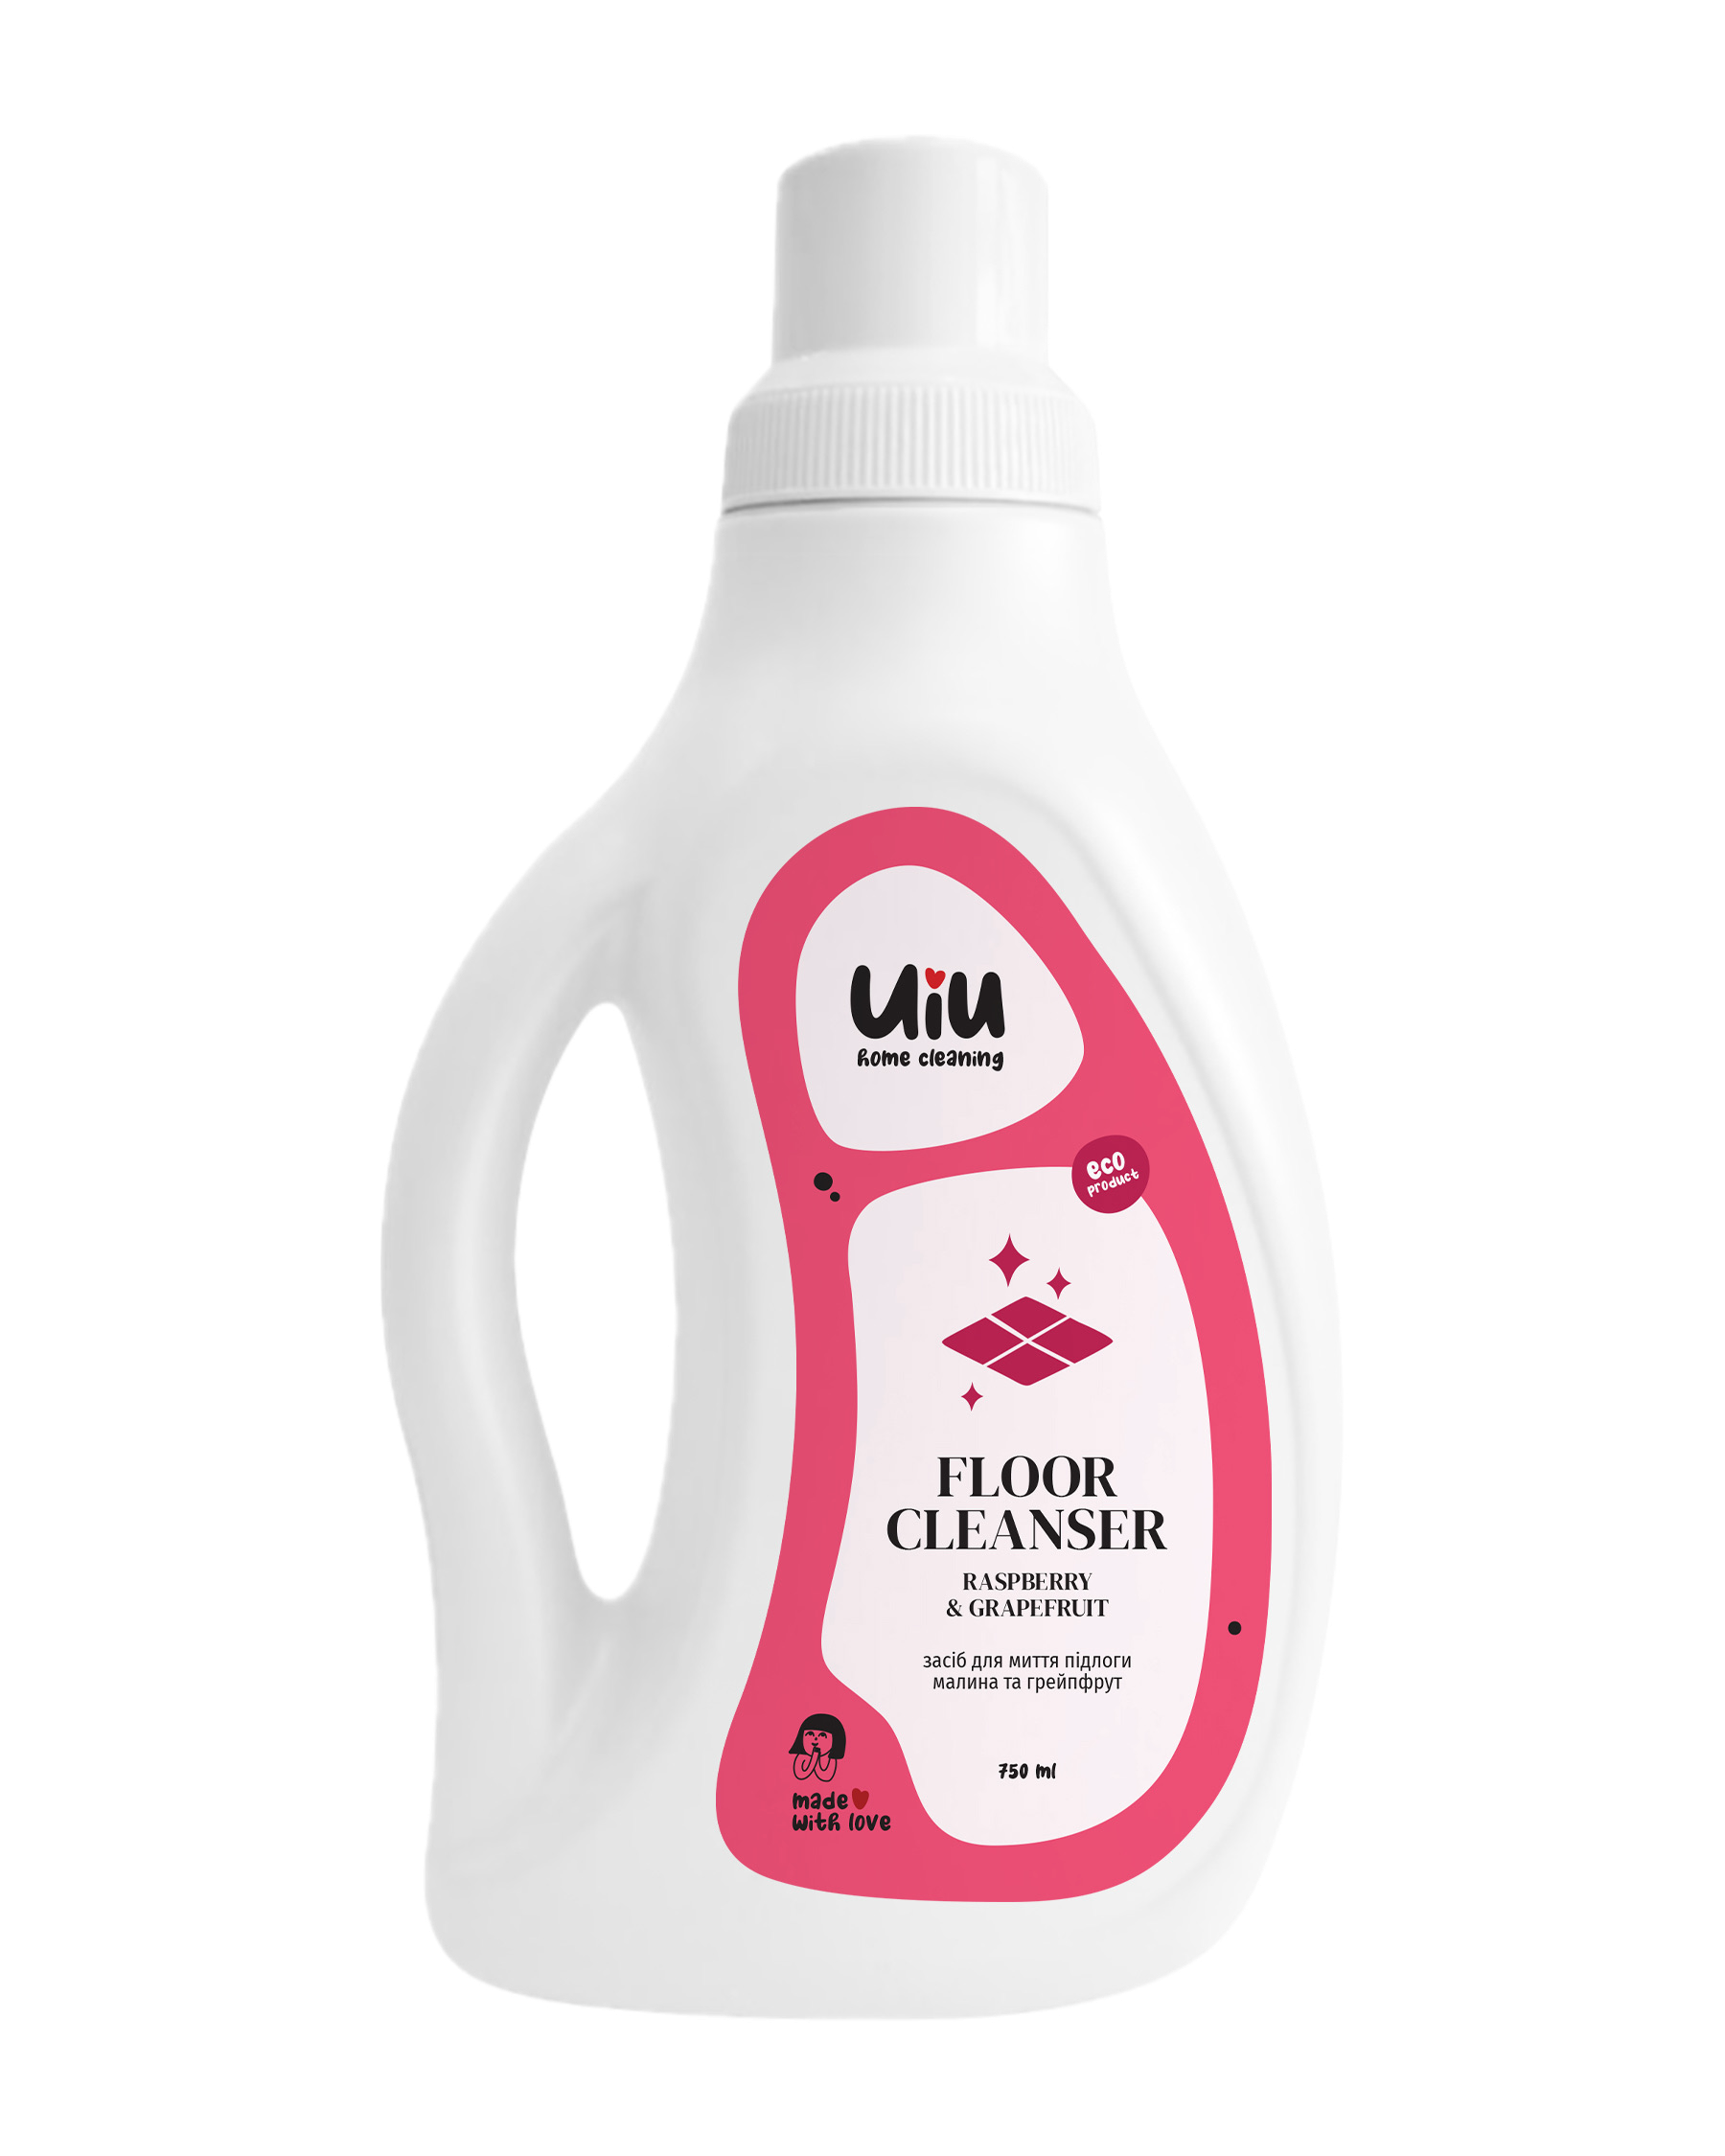 uiu
home cleaning
eco
product
FLOOR
CLEANSER
RASPBERRY
& GRAPEFRUIT
засіб для миття підлоги
малина та грейпфрут
750 ml
made
with love